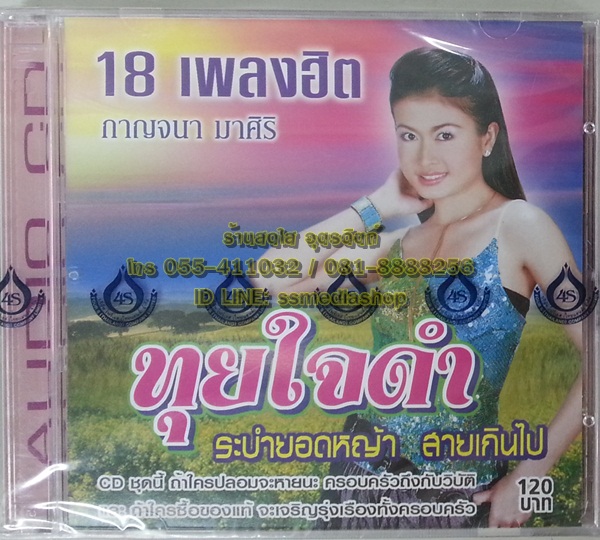 AUDIO CD
18 เพลงฮิต
กาญจนา มาศิริ
ร้านสดใส อุตรดิตถ์
โทร 055-411032 / 081-8888256
ID LINE: ssmediashop
4S
4S
4S
4S
4S
ทุยใจดำ
ระบำยอดหญ้า สายเกินไป
CD ชุดนี้ ถ้าใครปลอมจะหายนะ ครอบครัวถึงกับวิบัติ
ถ้าใครซื้อของแท้ จะเจริญรุ่งเรืองทั้งครอบครัว
120
บาท